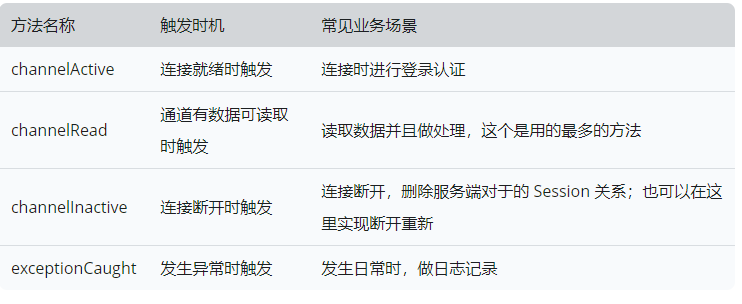 方法名称 触发时机 常见业务场景
channelActive 连接就绪时触发 连接时进行登录认证
channelRead 通道有数据可读取
时触发 读取数据并且做处理，这个是用的最多的方法
channelInactive 连接断开时触发 连接断开，删除服务端对于的 Session 关系；也可以在这
里实现断开重新
exceptionCaught 发生异常时触发 发生日常时，做日志记录